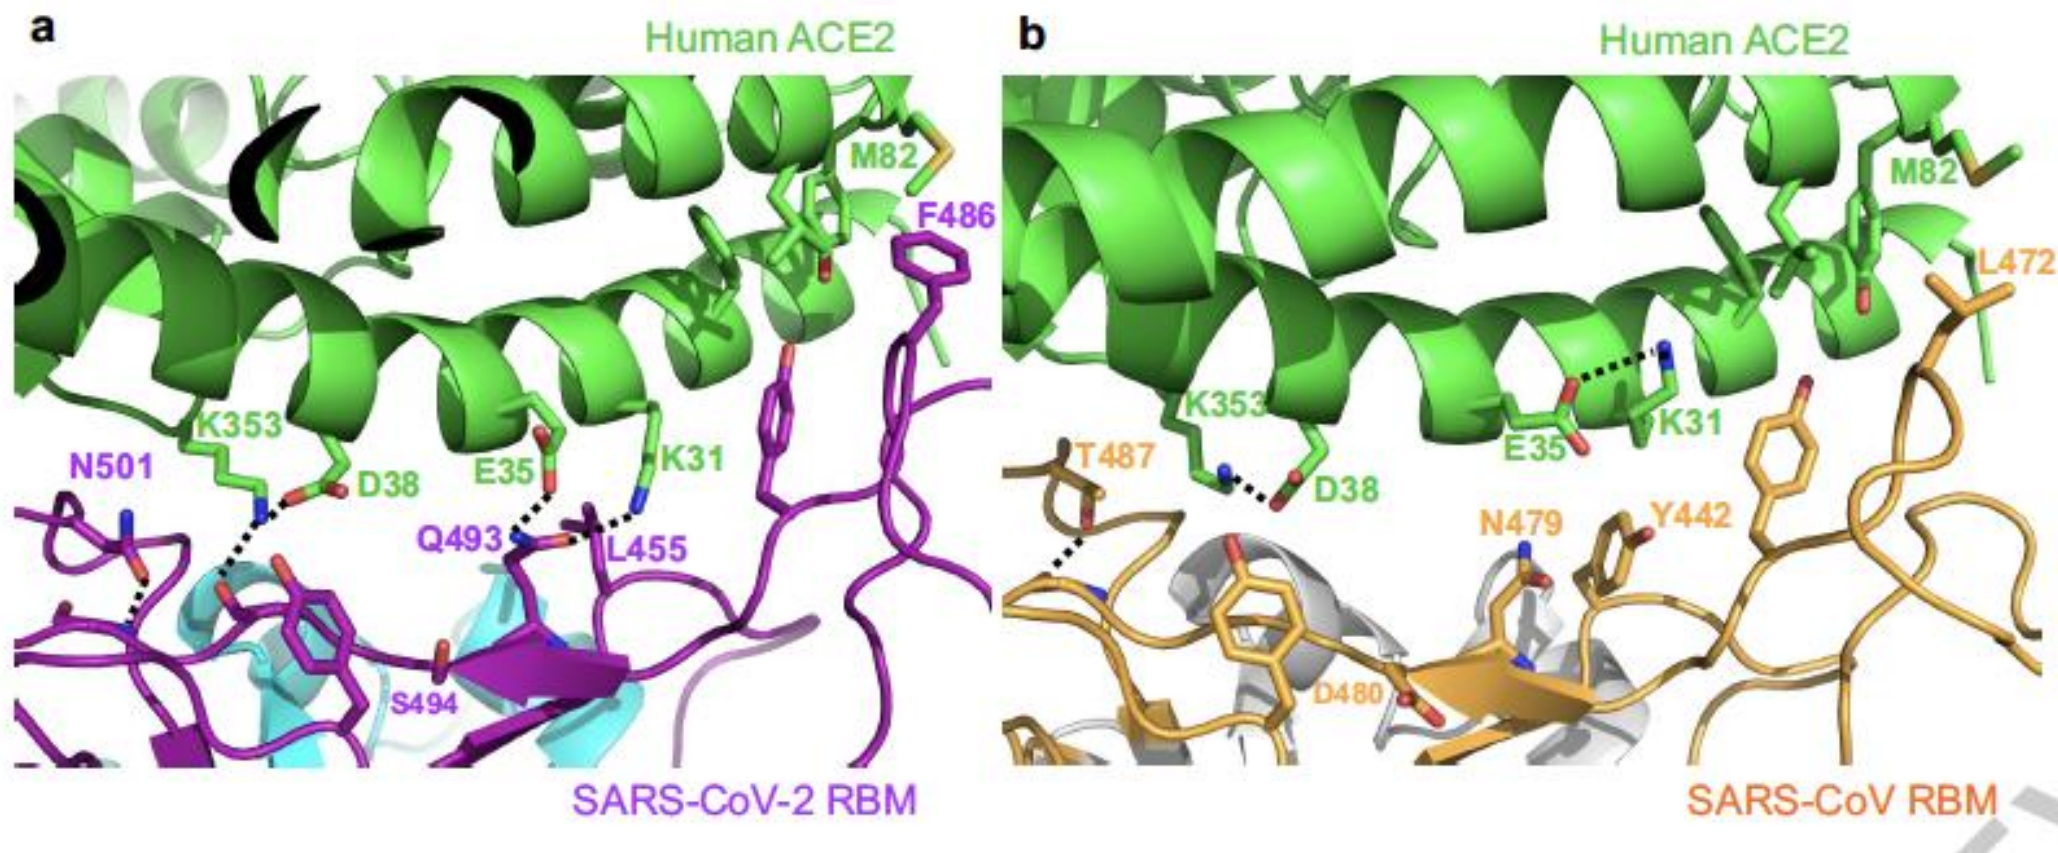 a
Human ACE2
M82
F486
K353
N501
D38
E35
K31
Q493
L455
S494
SARS-CoV-2 RBM
b
Human ACE2
M82
L472
K353
T487
D38
E35
K31
N479
Y442
D480
SARS-CoV RBM